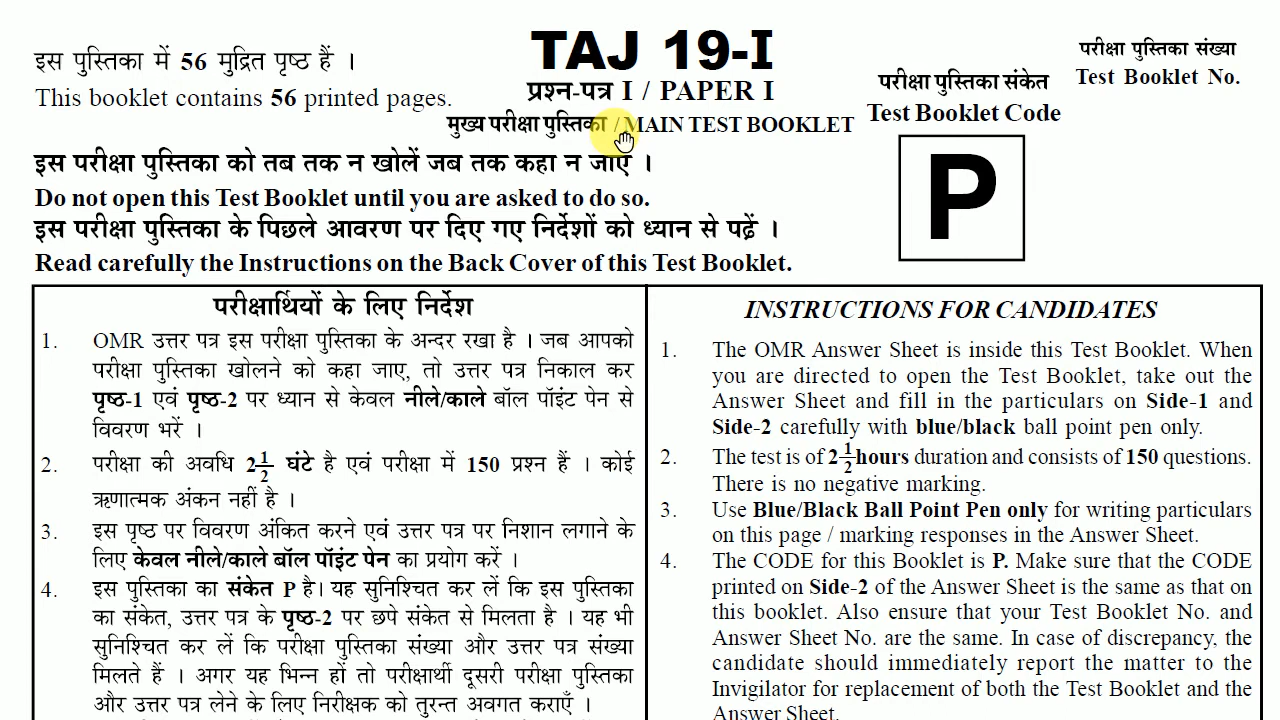 इस पुस्तिका में 56 मुद्रित पृष्ठ हैं ।
This booklet contains 56 printed pages.
TAJ 19-I
प्रश्न-पत्र I / PAPER I
मुख्य परीक्षा पुस्तिका / MAIN TEST BOOKLET
परीक्षा पुस्तिका संकेत
Test Booklet Code
P
परीक्षा पुस्तिका संख्या
Test Booklet No.
इस परीक्षा पुस्तिका को तब तक न खोलें जब तक कहा न जाए ।
Do not open this Test Booklet until you are asked to do so.
इस परीक्षा पुस्तिका के पिछले आवरण पर दिए गए निर्देशों को ध्यान से पढ़ें ।
Read carefully the Instructions on the Back Cover of this Test Booklet.
परीक्षार्थियों के लिए निर्देश
1. OMR उत्तर पत्र इस परीक्षा पुस्तिका के अन्दर रखा है । जब आपको
परीक्षा पुस्तिका खोलने को कहा जाए, तो उत्तर पत्र निकाल कर
पृष्ठ-1 एवं पृष्ठ-2 पर ध्यान से केवल नीले/काले बॉल पॉइंट पेन से
विवरण भरें ।
2. परीक्षा की अवधि 2½ घंटे है एवं परीक्षा में 150 प्रश्न हैं । कोई
ऋणात्मक अंकन नहीं है ।
3. इस पृष्ठ पर विवरण अंकित करने एवं उत्तर पत्र पर निशान लगाने के
लिए केवल नीले/काले बॉल पॉइंट पेन का प्रयोग करें ।
4. इस पुस्तिका का संकेत P है। यह सुनिश्चित कर लें कि इस पुस्तिका
का संकेत, उत्तर पत्र के पृष्ठ-2 पर छपे संकेत से मिलता है । यह भी
सुनिश्चित कर लें कि परीक्षा पुस्तिका संख्या और उत्तर पत्र संख्या
मिलते हैं । अगर यह भिन्न हों तो परीक्षार्थी दूसरी परीक्षा पुस्तिका
और उत्तर पत्र लेने के लिए निरीक्षक को तुरन्त अवगत कराएँ ।
INSTRUCTIONS FOR CANDIDATES
1. The OMR Answer Sheet is inside this Test Booklet. When
you are directed to open the Test Booklet, take out the
Answer Sheet and fill in the particulars on Side-1 and
Side-2 carefully with blue/black ball point pen only.
2. The test is of 2½hours duration and consists of 150 questions.
There is no negative marking.
3. Use Blue/Black Ball Point Pen only for writing particulars
on this page / marking responses in the Answer Sheet.
4. The CODE for this Booklet is P. Make sure that the CODE
printed on Side-2 of the Answer Sheet is the same as that on
this booklet. Also ensure that your Test Booklet No. and
Answer Sheet No. are the same. In case of discrepancy, the
candidate should immediately report the matter to the
Invigilator for replacement of both the Test Booklet and the
Answer Sheet.